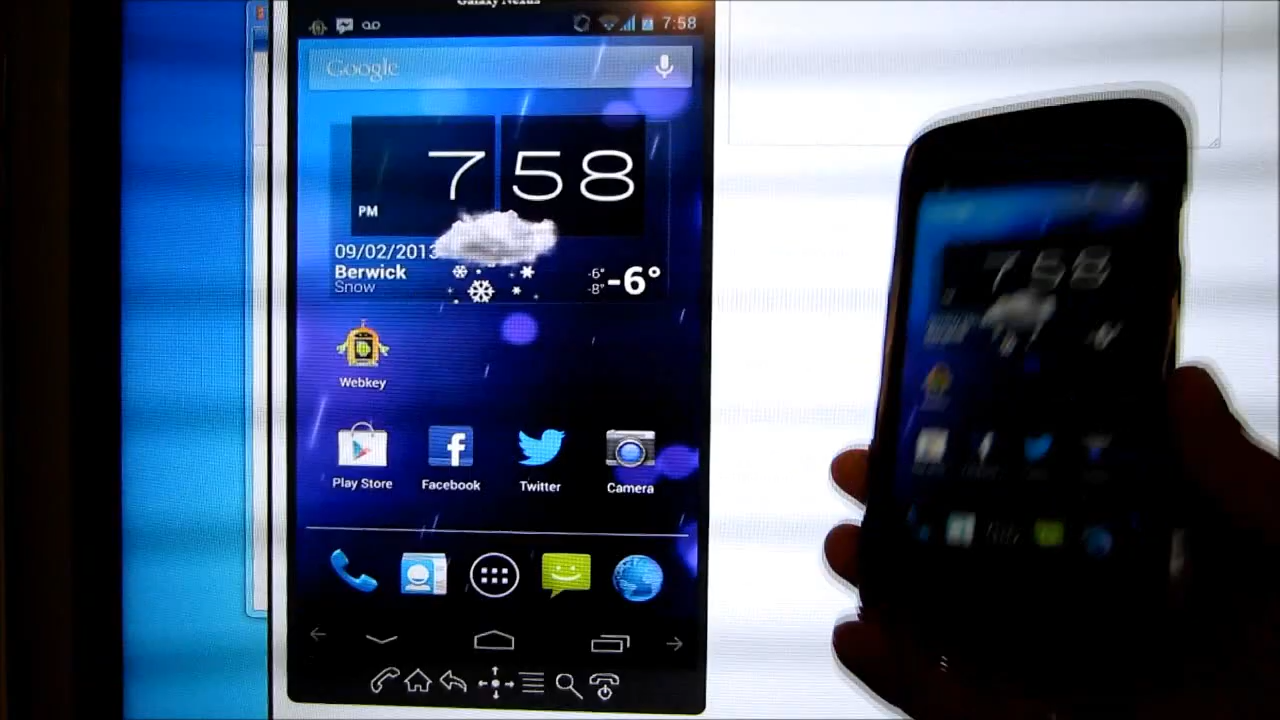 Galaxy Nexus
7:58
Google
7 58
PM
09/02/2013
Berwick
Snow
-6°
-8°
-6°
Webkey
Play Store
Facebook
Twitter
Camera